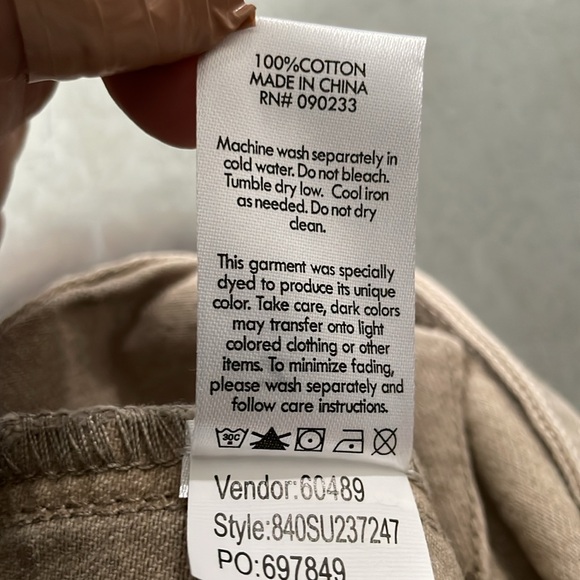 100%COTTON
MADE IN CHINA
RN# 090233
Machine wash separately in
cold water. Do not bleach.
Tumble dry low. Cool iron
as needed. Do not dry
clean.
This garment was specially
dyed to produce its unique
color. Take care, dark colors
may transfer onto light
colored clothing or other
items. To minimize fading,
please wash separately and
follow care instructions.
30C
Vendor:60489
Style:840SU237247
PO:697849